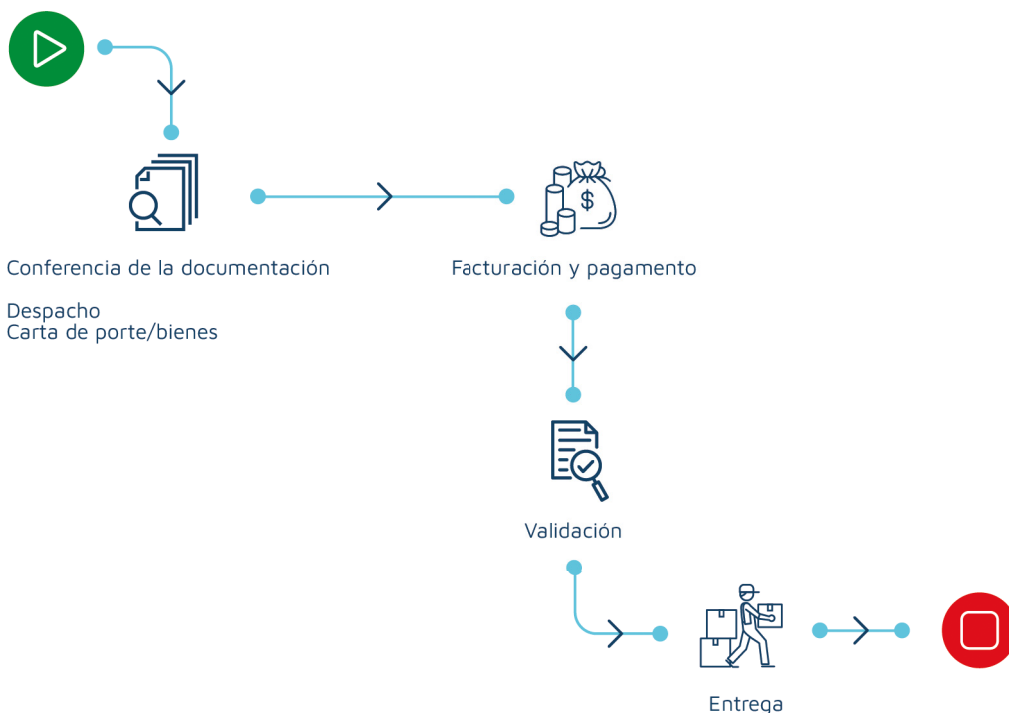 Conferencia de la documentación
Facturación y pagamento
Despacho
Carta de porte/bienes
$
Validación
Entrega